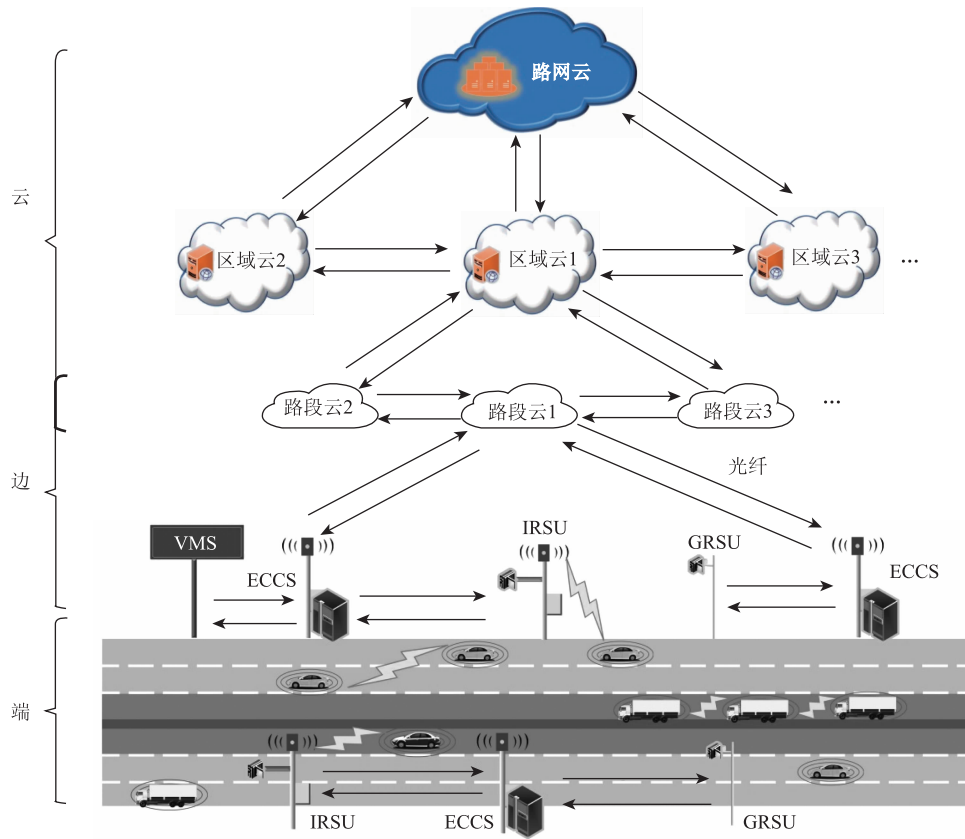 路网云
云
区域云2
区域云1
区域云3
...
路段云2
路段云1
路段云3
...
边
光纤
VMS
ECCS
IRSU
GRSU
ECCS
端
IRSU
ECCS
GRSU